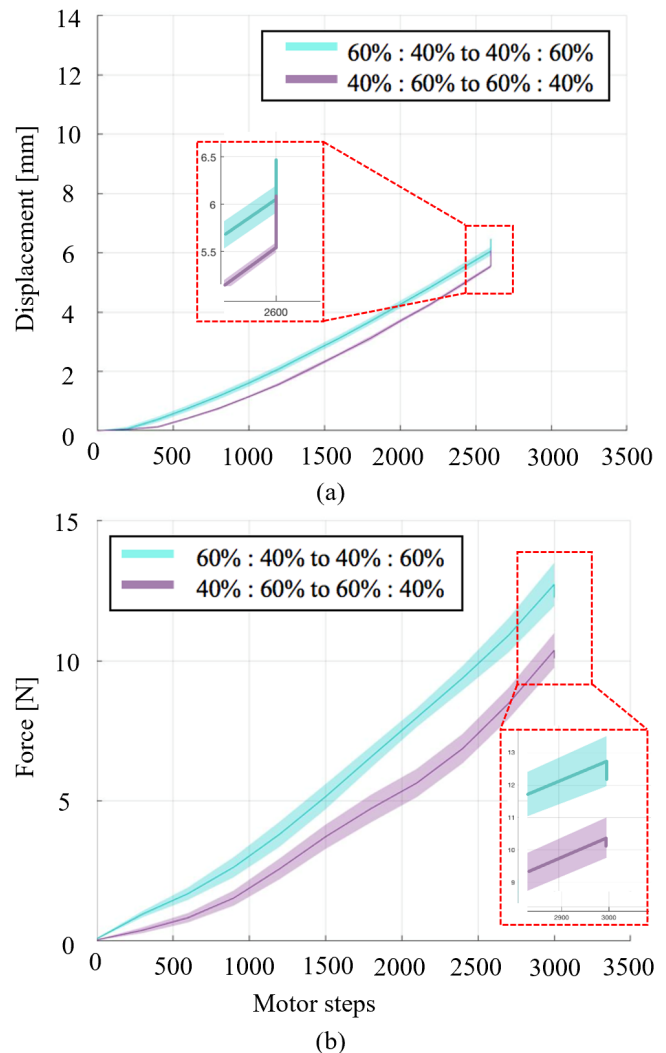 14
12
10
8
6
4
2
0
Displacement [mm]
60% : 40% to 40% : 60%
40% : 60% to 60% : 40%
6.5
6
5.5
2600
0 500 1000 1500 2000 2500 3000 3500
(a)
15
10
5
0
Force [N]
60% : 40% to 40% : 60%
40% : 60% to 60% : 40%
13
12
11
10
9
2900 3000
0 500 1000 1500 2000 2500 3000 3500
Motor steps
(b)